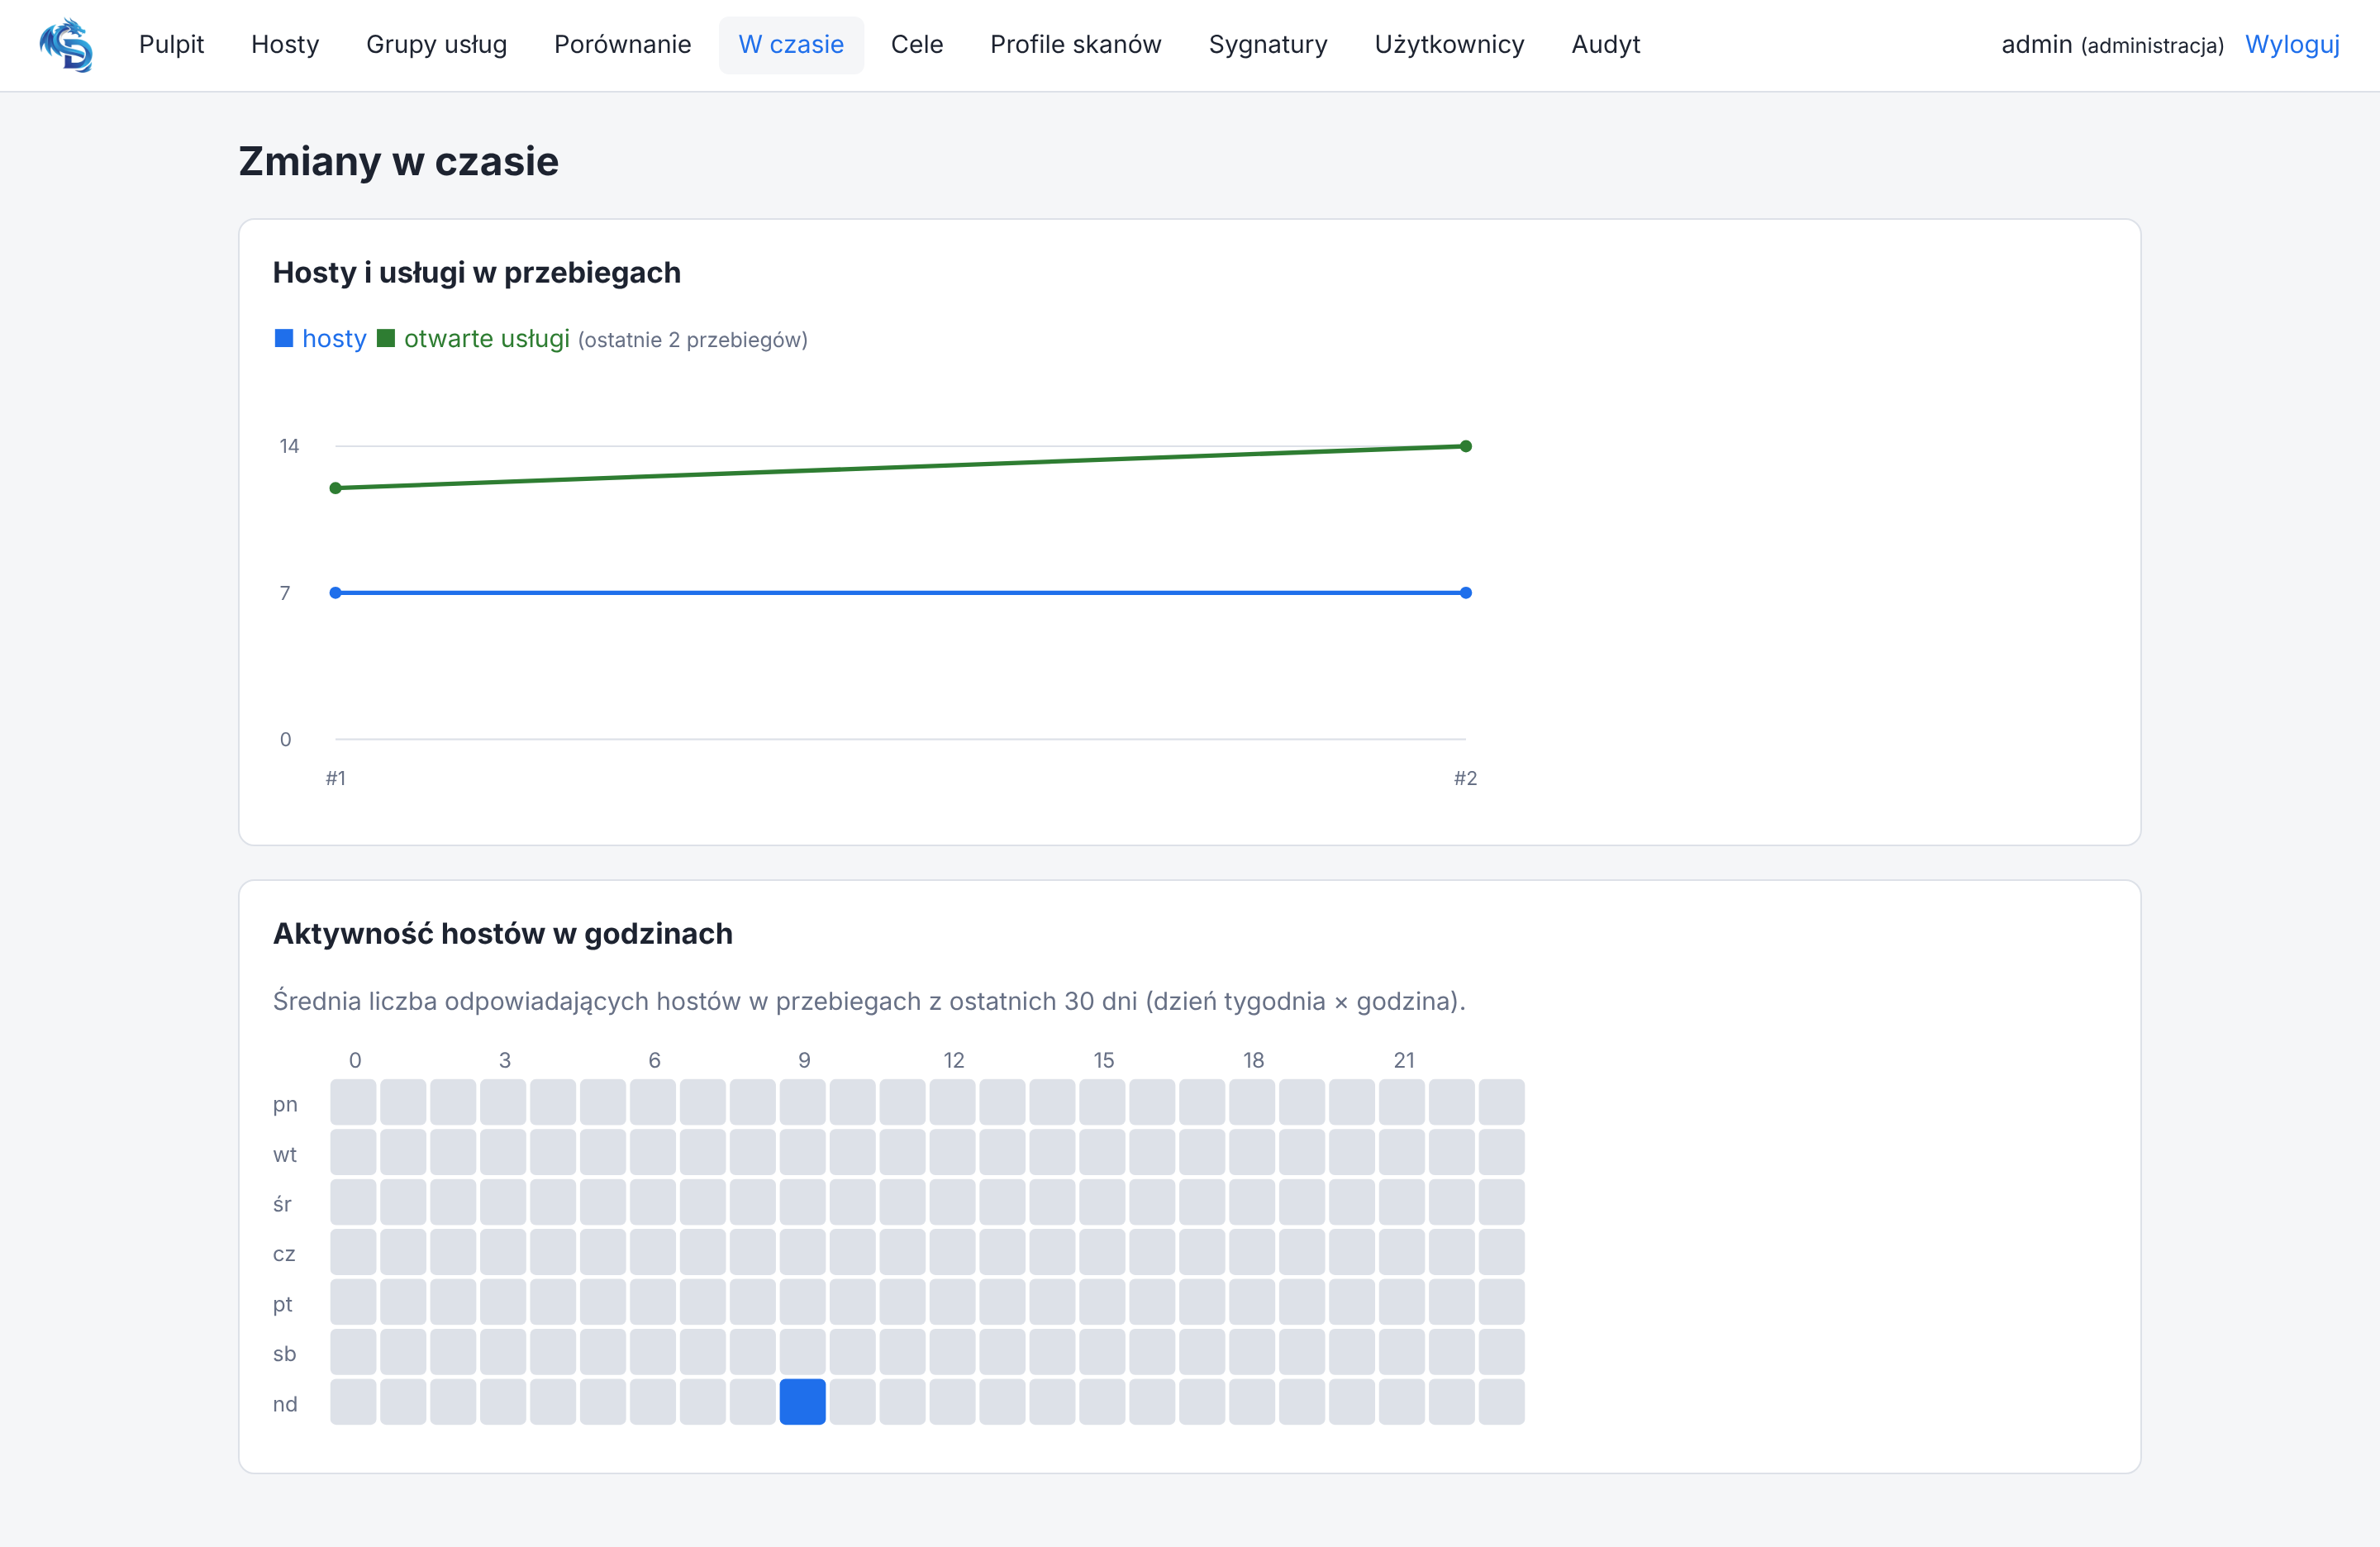 Pulpit Hosty Grupy usług Porównanie W czasie Cele Profile skanów Sygnatury Użytkownicy Audyt admin (administracja) Wyloguj
Zmiany w czasie
Hosty i usługi w przebiegach
hosty otwarte usługi (ostatnie 2 przebiegów)
14
7
0
#1 #2
Aktywność hostów w godzinach
Średnia liczba odpowiadających hostów w przebiegach z ostatnich 30 dni (dzień tygodnia × godzina).
0 3 6 9 12 15 18 21
pn
wt
śr
cz
pt
sb
nd